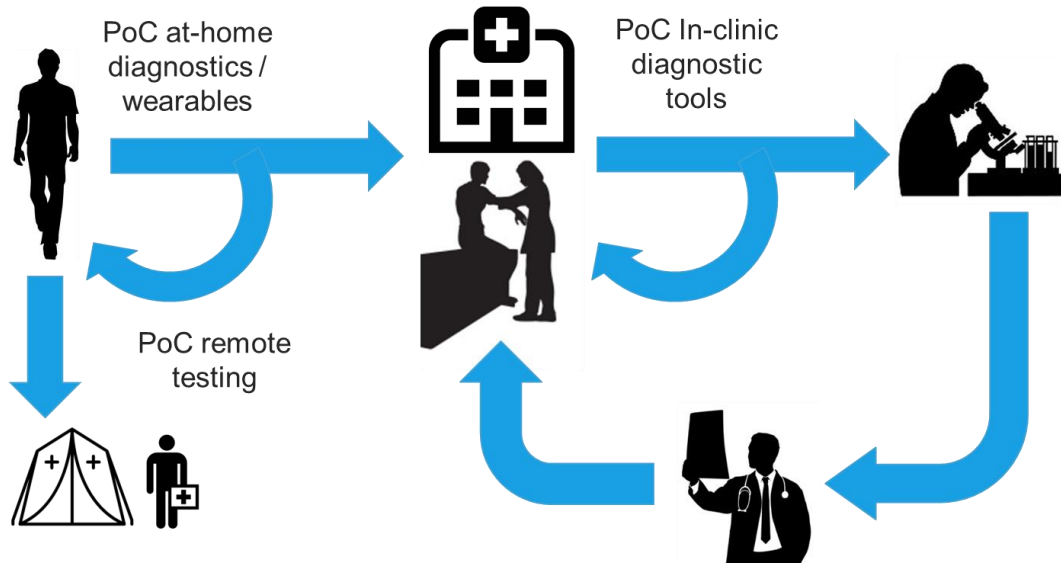 PoC at-home
diagnostics /
wearables
PoC In-clinic
diagnostic
tools
PoC remote
testing